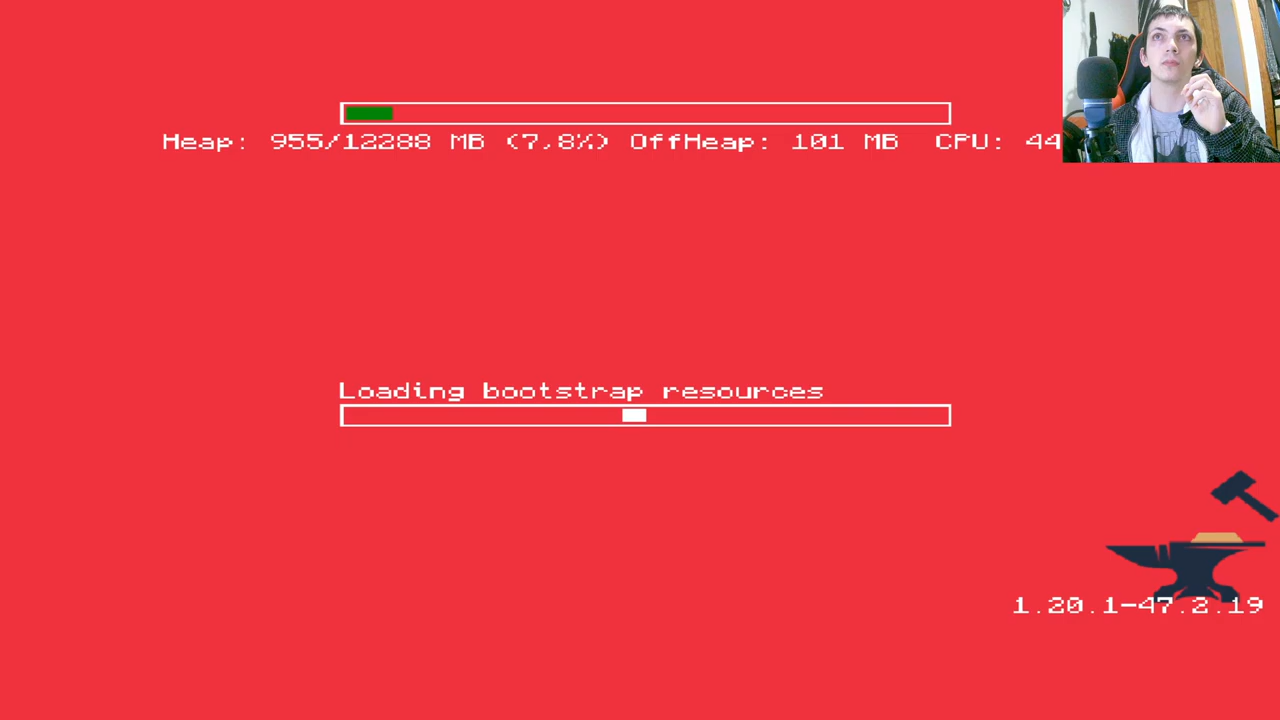 Heap: 955/12288 MB (7,8%) OffHeap: 101 MB CPU: 44
Loading bootstrap resources
1.20.1-47.2.19